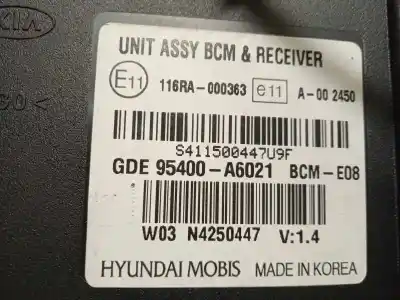 KIA
UNIT ASSY BCM & RECEIVER
E11 116RA-000363 e11 A-00 2450
S411500447U9F
GDE 95400-A6021 BCM-E08
W03 N4250447 V:1.4
HYUNDAI MOBIS MADE IN KOREA